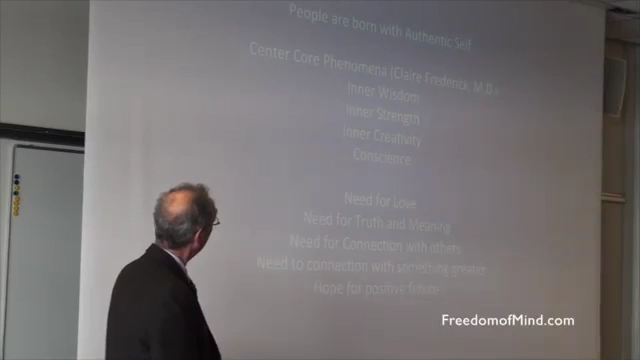 People are born with Authentic Self
Center Core Phenomena (Claire Frederick, M.D.)
Inner Wisdom
Inner Strength
Inner Creativity
Conscience
Need for Love
Need for Truth and Meaning
Need for Connection with others
Need to connection with something greater
Hope for positive future
FreedomofMind.com